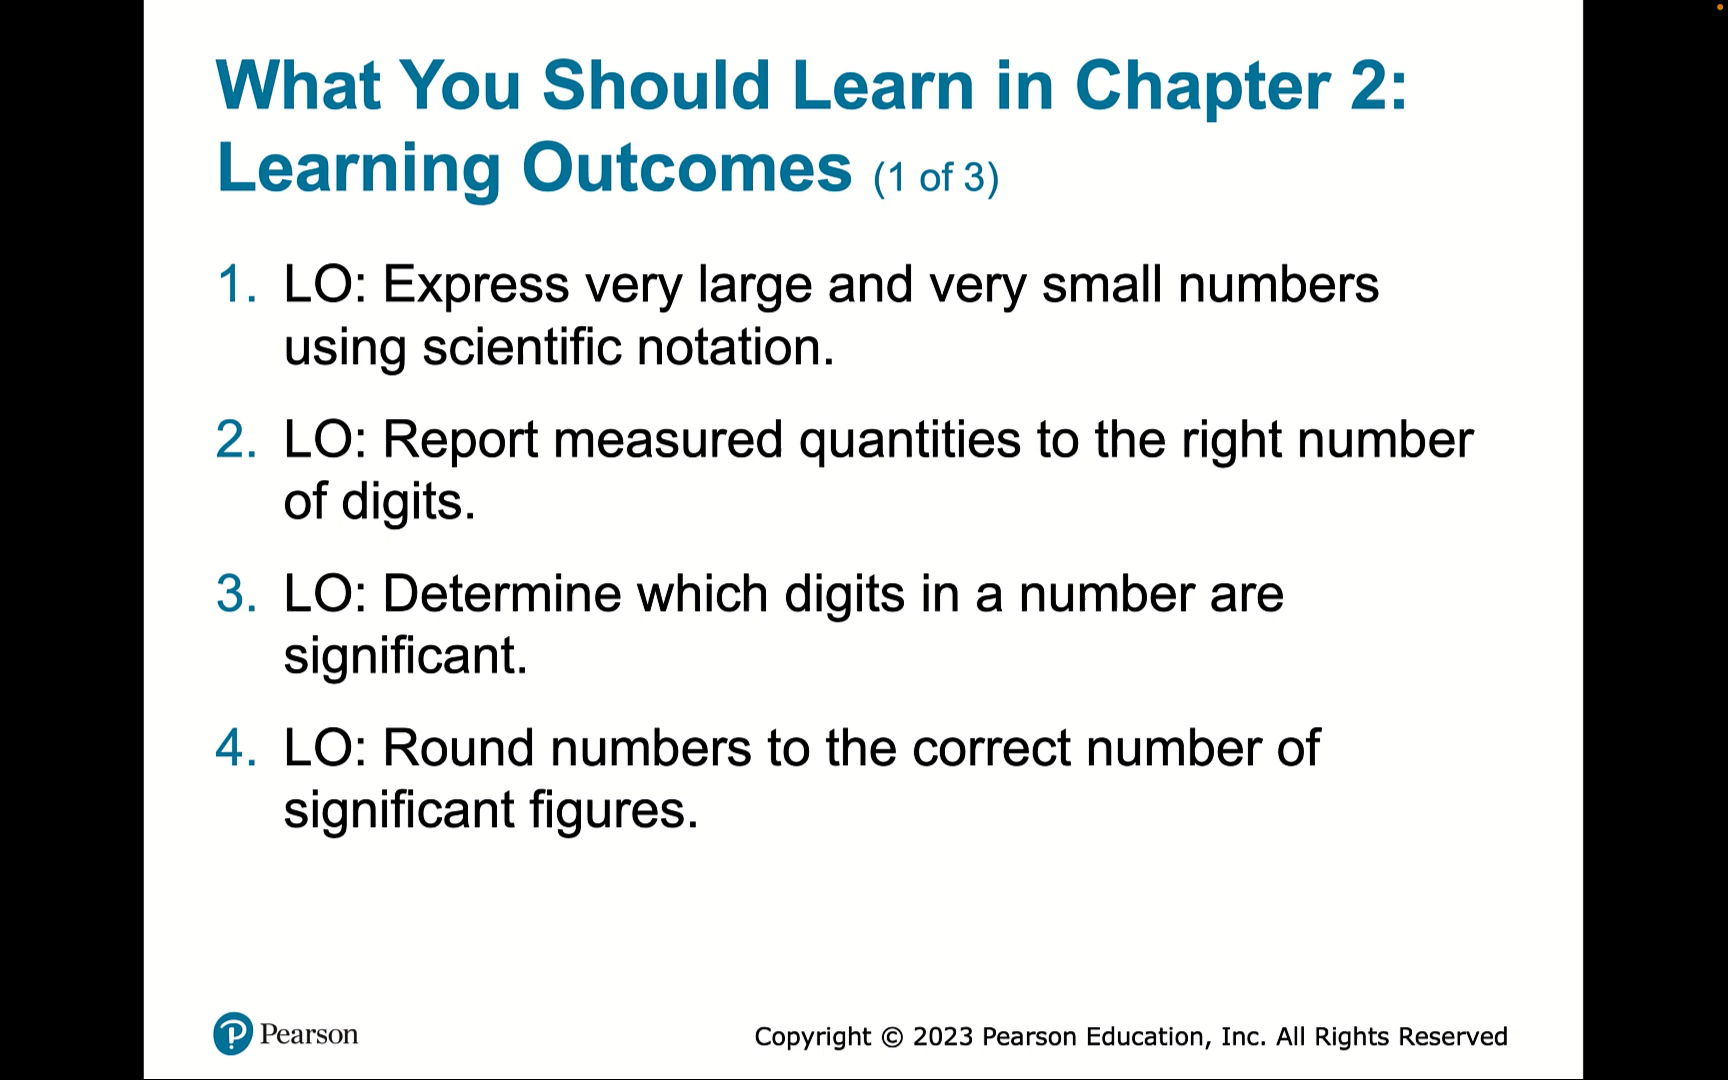 What You Should Learn in Chapter 2:
Learning Outcomes (1 of 3)
1. LO: Express very large and very small numbers
using scientific notation.
2. LO: Report measured quantities to the right number
of digits.
3. LO: Determine which digits in a number are
significant.
4. LO: Round numbers to the correct number of
significant figures.
Pearson
Copyright © 2023 Pearson Education, Inc. All Rights Reserved